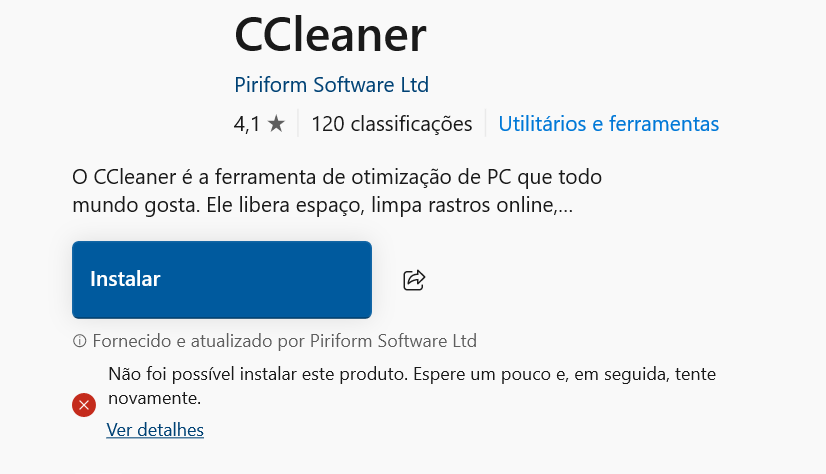 CCleaner
Piriform Software Ltd
4,1 ★ 120 classificações Utilitários e ferramentas
O CCleaner é a ferramenta de otimização de PC que todo
mundo gosta. Ele libera espaço, limpa rastros online,...
Instalar
Fornecido e atualizado por Piriform Software Ltd
Não foi possível instalar este produto. Espere um pouco e, em seguida, tente
novamente.
Ver detalhes